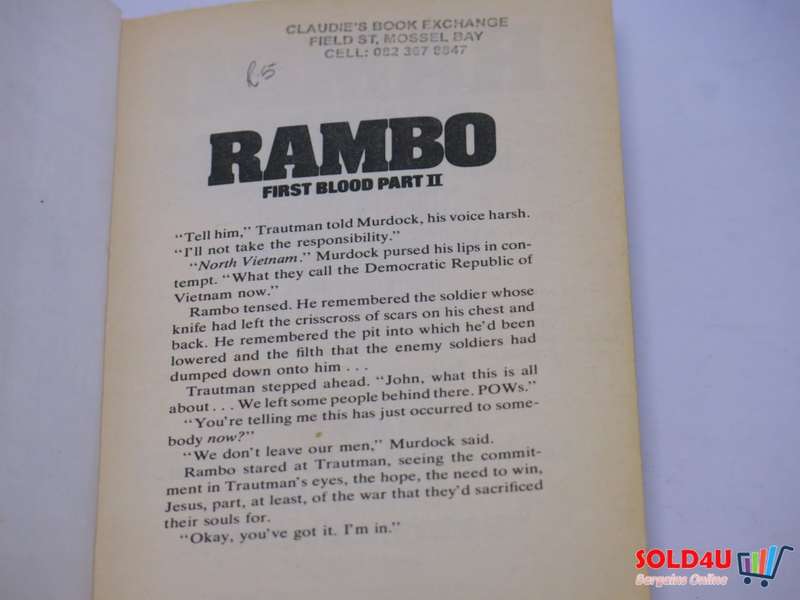 CLAUDIE'S BOOK EXCHANGE
FIELD ST, MOSSEL BAY
CELL: 082 367 8847
R5
RAMBO
FIRST BLOOD PART II
"Tell him," Trautman told Murdock, his voice harsh.
"I'll not take the responsibility."
"North Vietnam." Murdock pursed his lips in con-
tempt. "What they call the Democratic Republic of
Vietnam now."
Rambo tensed. He remembered the soldier whose
knife had left the crisscross of scars on his chest and
back. He remembered the pit into which he'd been
lowered and the filth that the enemy soldiers had
dumped down onto him . . .
Trautman stepped ahead. "John, what this is all
about . . . We left some people behind there. POWs."
"You're telling me this has just occurred to some-
body now?"
"We don't leave our men," Murdock said.
Rambo stared at Trautman, seeing the commit-
ment in Trautman's eyes, the hope, the need to win,
Jesus, part, at least, of the war that they'd sacrificed
their souls for.
"Okay, you've got it. I'm in."
SOLD4U
Bargains Online